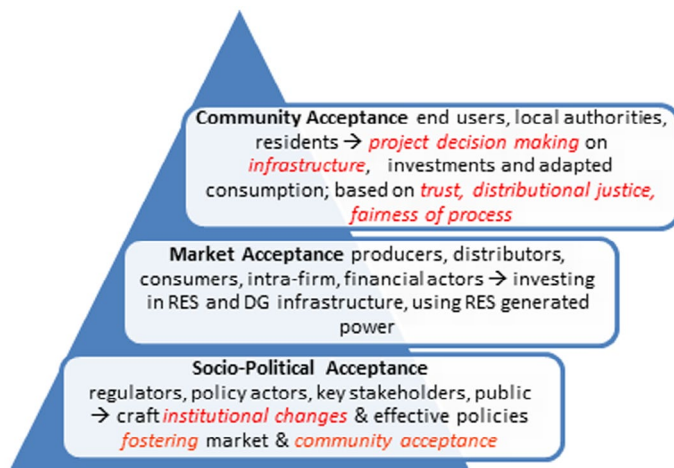 Community Acceptance end users, local authorities,
residents → project decision making on
infrastructure, investments and adapted
consumption; based on trust, distributional justice,
fairness of process
Market Acceptance producers, distributors,
consumers, intra-firm, financial actors → investing
in RES and DG infrastructure, using RES generated
power
Socio-Political Acceptance
regulators, policy actors, key stakeholders, public
→ craft institutional changes & effective policies
fostering market & community acceptance